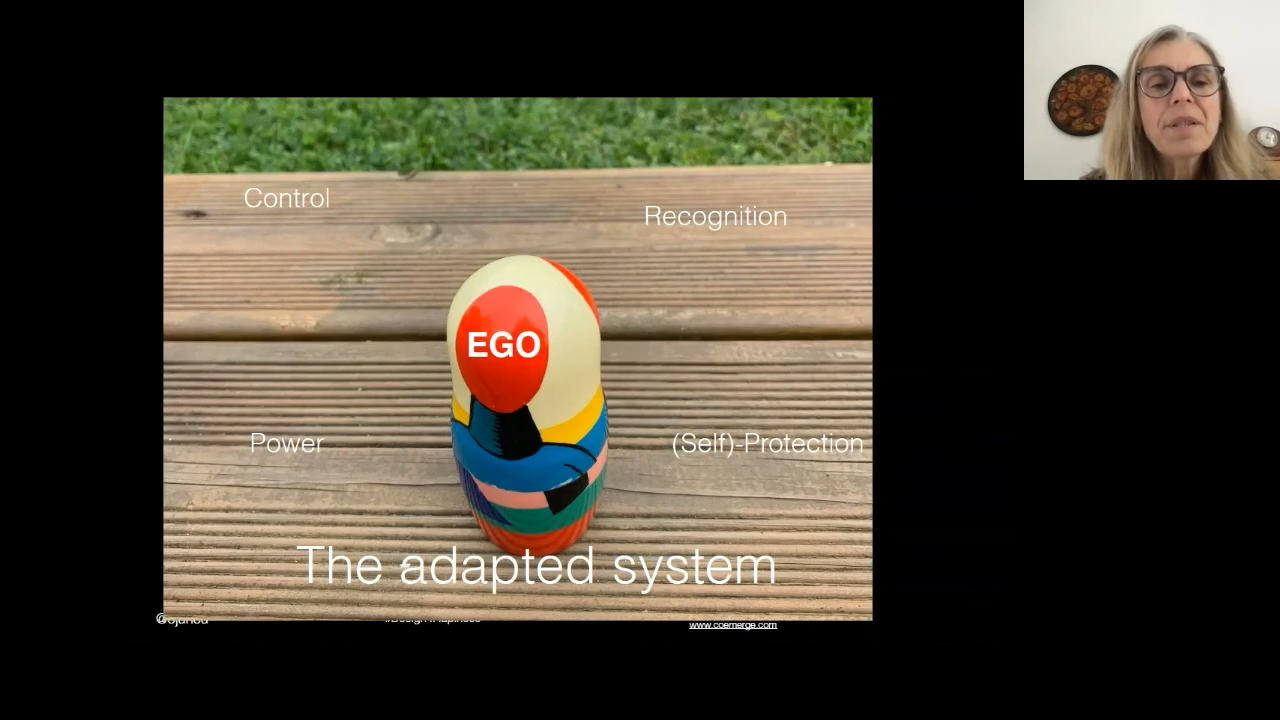 Control
Recognition
EGO
Power
(Self)-Protection
The adapted system
www.coemerge.com